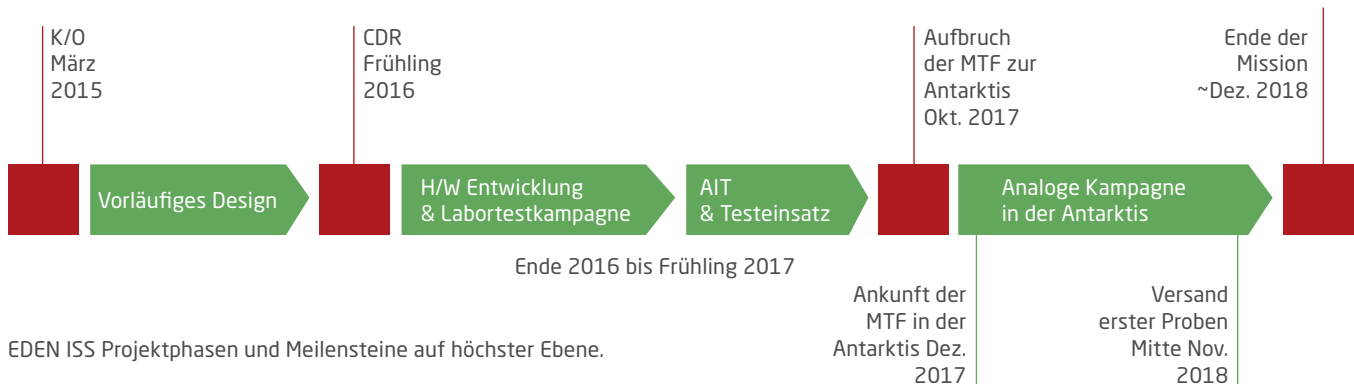 K/O
März
2015
CDR
Frühling
2016
Aufbruch
der MTF zur
Antarktis
Okt. 2017
Ende der
Mission
~Dez. 2018
Vorläufiges Design
H/W Entwicklung
& Labortestkampagne
AIT
& Testeinsatz
Analoge Kampagne
in der Antarktis
Ende 2016 bis Frühling 2017
Ankunft der
MTF in der
Antarktis Dez.
2017
Versand
erster Proben
Mitte Nov.
2018
EDEN ISS Projektphasen und Meilensteine auf höchster Ebene.